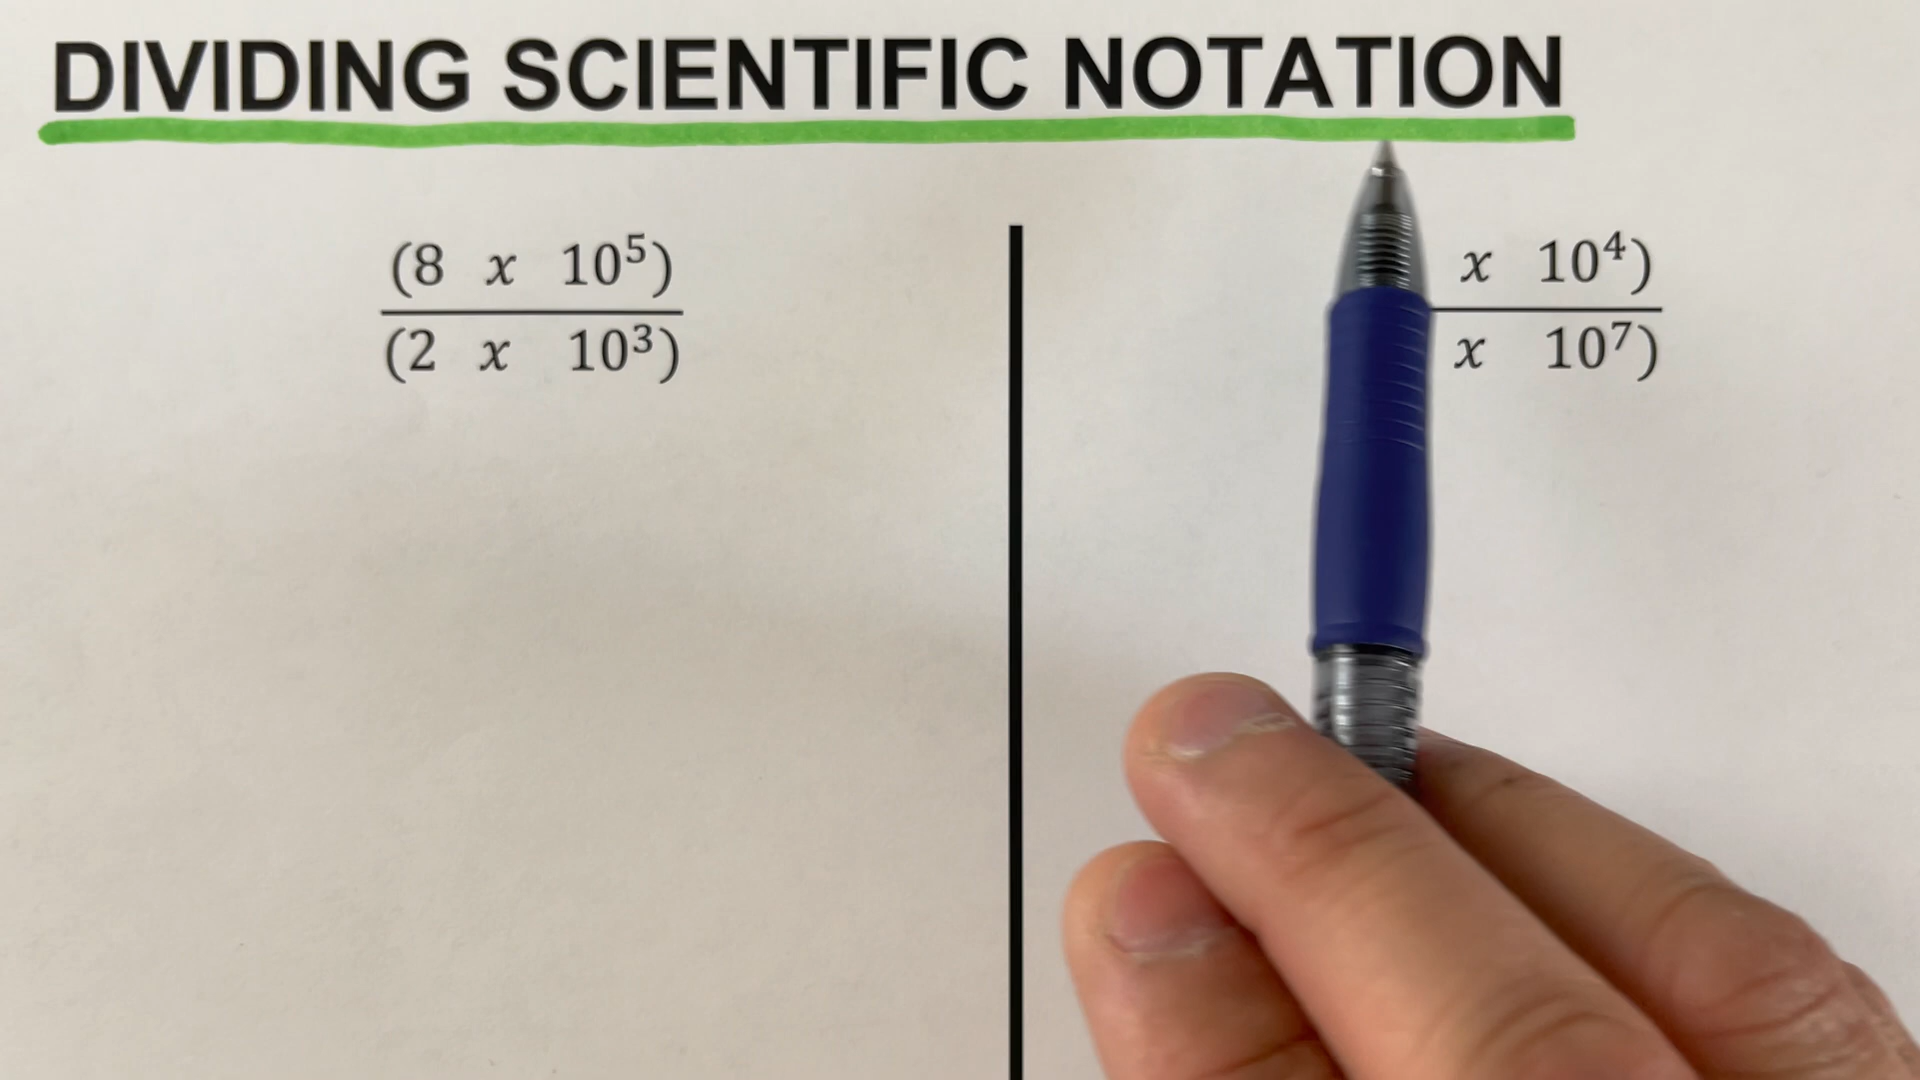 DIVIDING SCIENTIFIC NOTATION
(8 x 10⁵)
(2 x 10³)
x 10⁴)
x 10⁷)